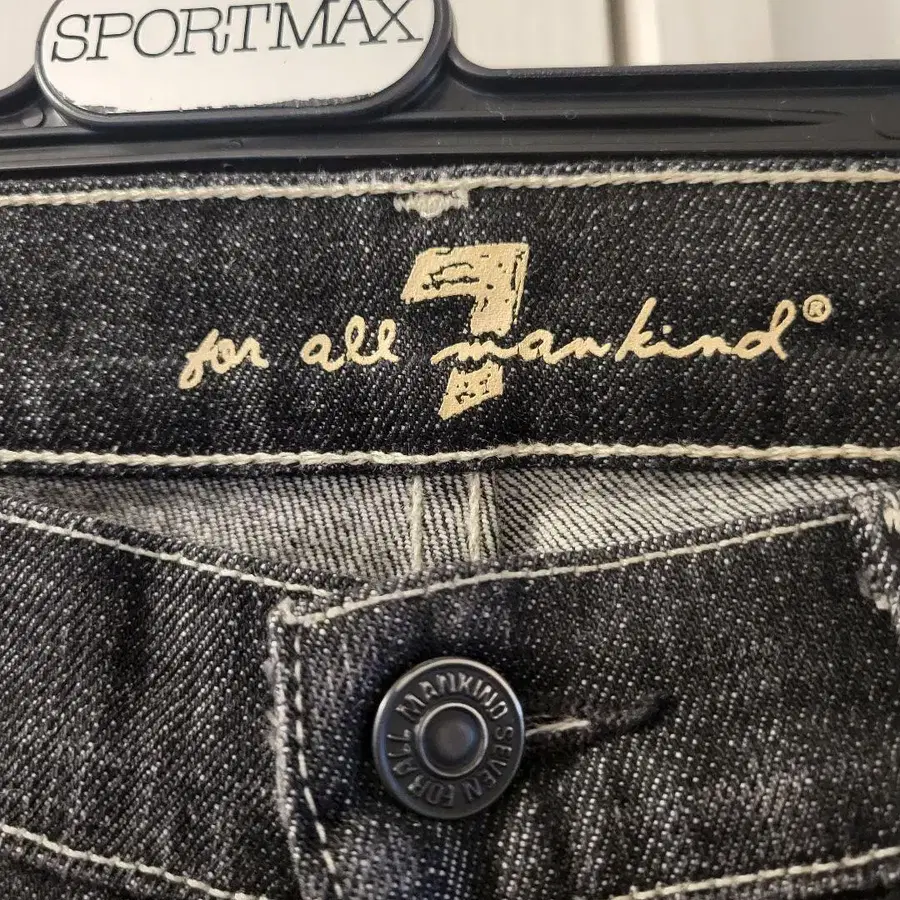 SPORTMAX
7
for all mankind®
SEVEN FOR ALL MANKIND